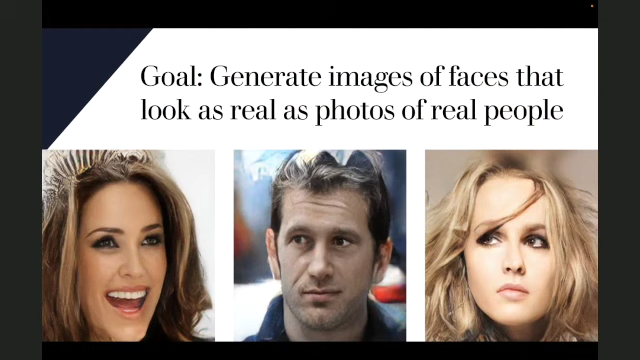 Goal: Generate images of faces that
look as real as photos of real people